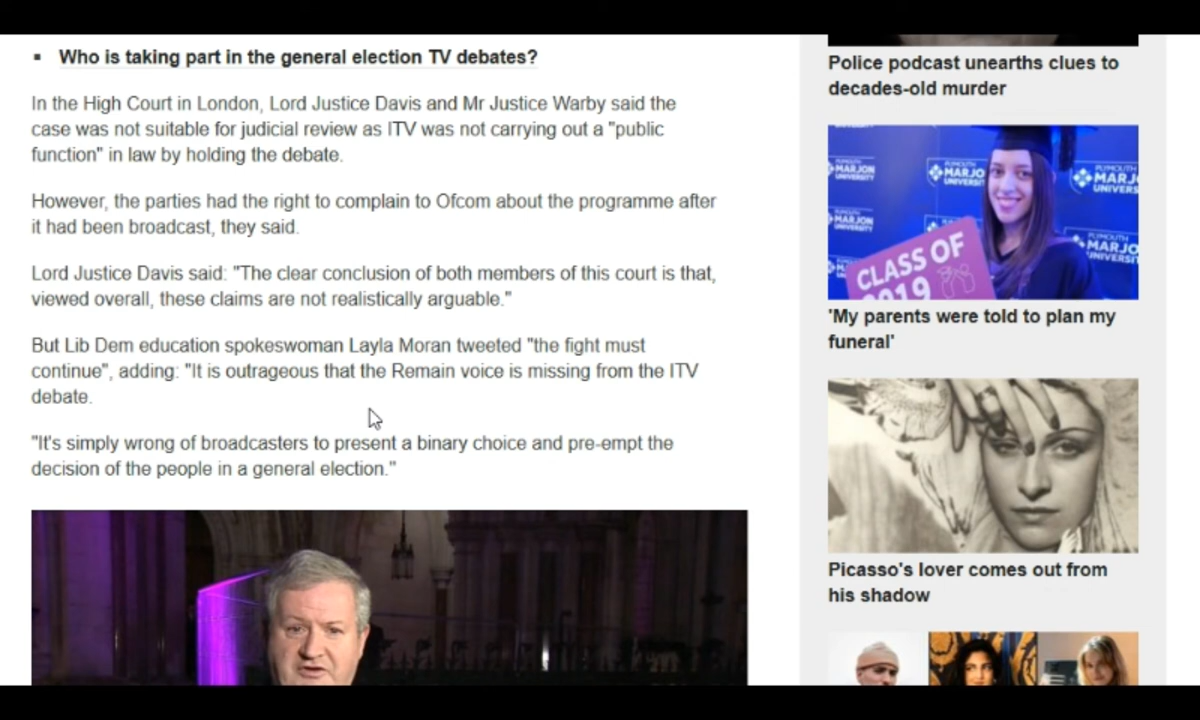 Who is taking part in the general election TV debates?
In the High Court in London, Lord Justice Davis and Mr Justice Warby said the
case was not suitable for judicial review as ITV was not carrying out a "public
function" in law by holding the debate.
However, the parties had the right to complain to Ofcom about the programme after
it had been broadcast, they said.
Lord Justice Davis said: "The clear conclusion of both members of this court is that,
viewed overall, these claims are not realistically arguable."
But Lib Dem education spokeswoman Layla Moran tweeted "the fight must
continue", adding: "It is outrageous that the Remain voice is missing from the ITV
debate.
"It's simply wrong of broadcasters to present a binary choice and pre-empt the
decision of the people in a general election."
Police podcast unearths clues to
decades-old murder
PLYMOUTH
MARJON
UNIVERSITY
CLASS OF
2019
'My parents were told to plan my
funeral'
Picasso's lover comes out from
his shadow